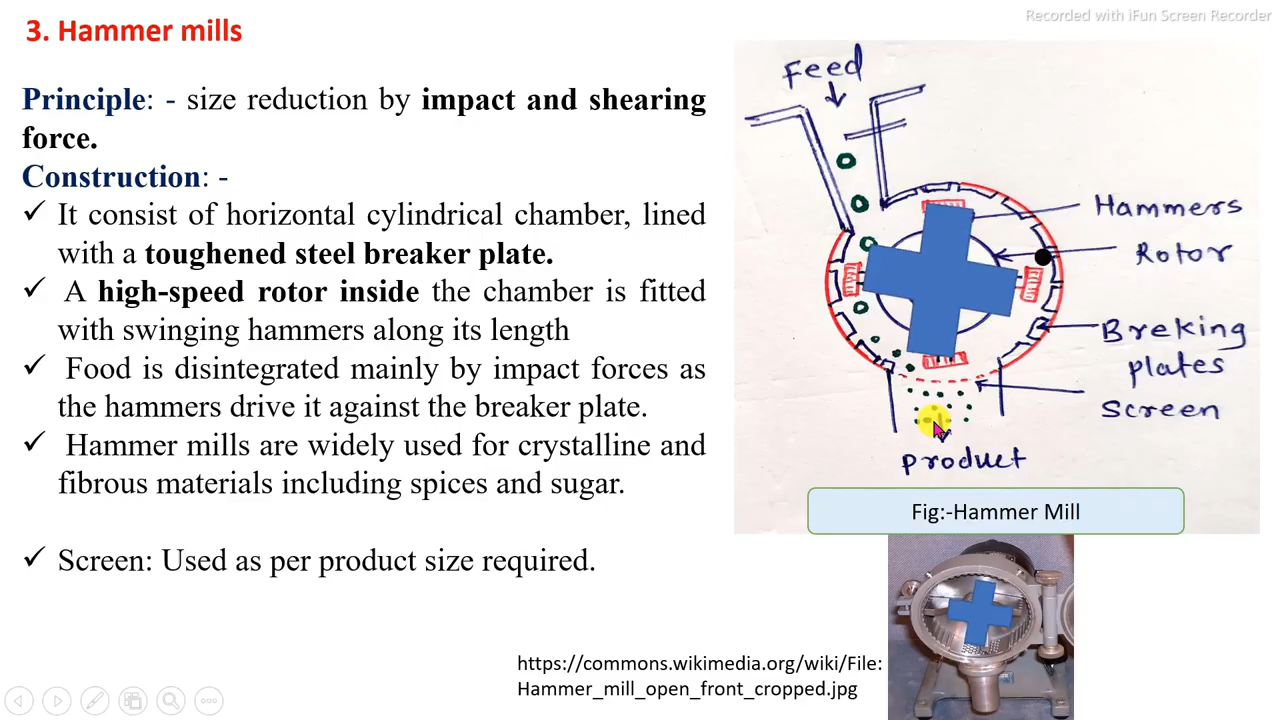 Recorded with iFun Screen Recorder
3. Hammer mills
Principle: - size reduction by impact and shearing
force.
Construction: -
✓ It consist of horizontal cylindrical chamber, lined
with a toughened steel breaker plate.
✓ A high-speed rotor inside the chamber is fitted
with swinging hammers along its length
✓ Food is disintegrated mainly by impact forces as
the hammers drive it against the breaker plate.
✓ Hammer mills are widely used for crystalline and
fibrous materials including spices and sugar.
✓ Screen: Used as per product size required.
Feed
Hammers
Rotor
Breking
plates
Screen
product
Fig:-Hammer Mill
https://commons.wikimedia.org/wiki/File:
Hammer_mill_open_front_cropped.jpg